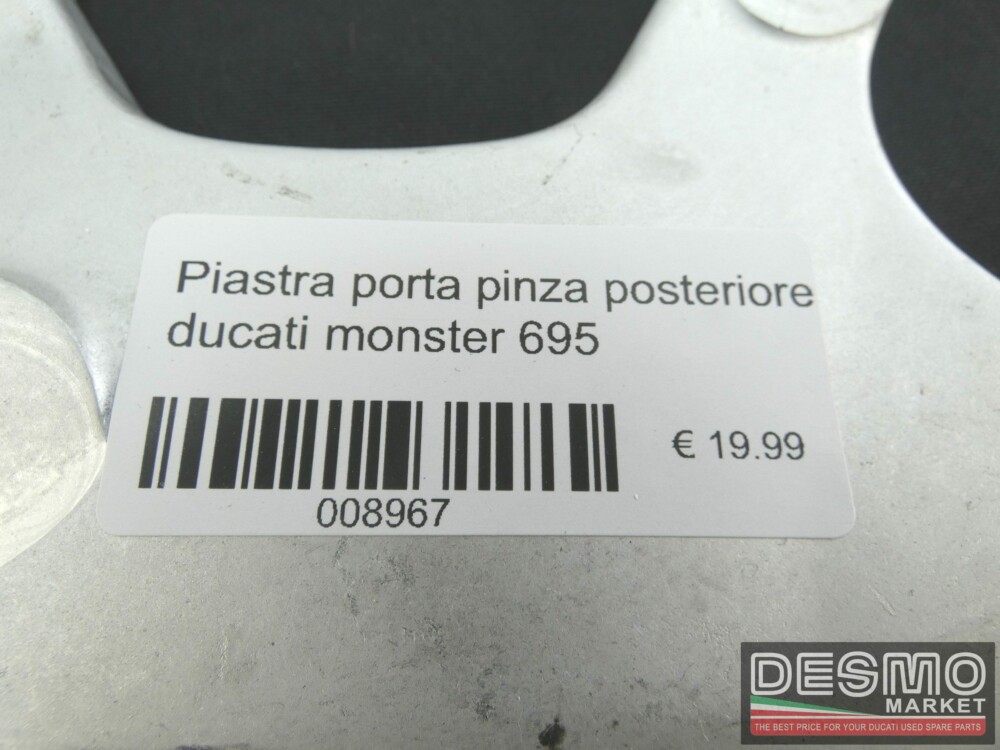 Piastra porta pinza posteriore
ducati monster 695
€ 19.99
008967
DESMO
MARKET
THE BEST PRICE FOR YOUR DUCATI USED SPARE PARTS